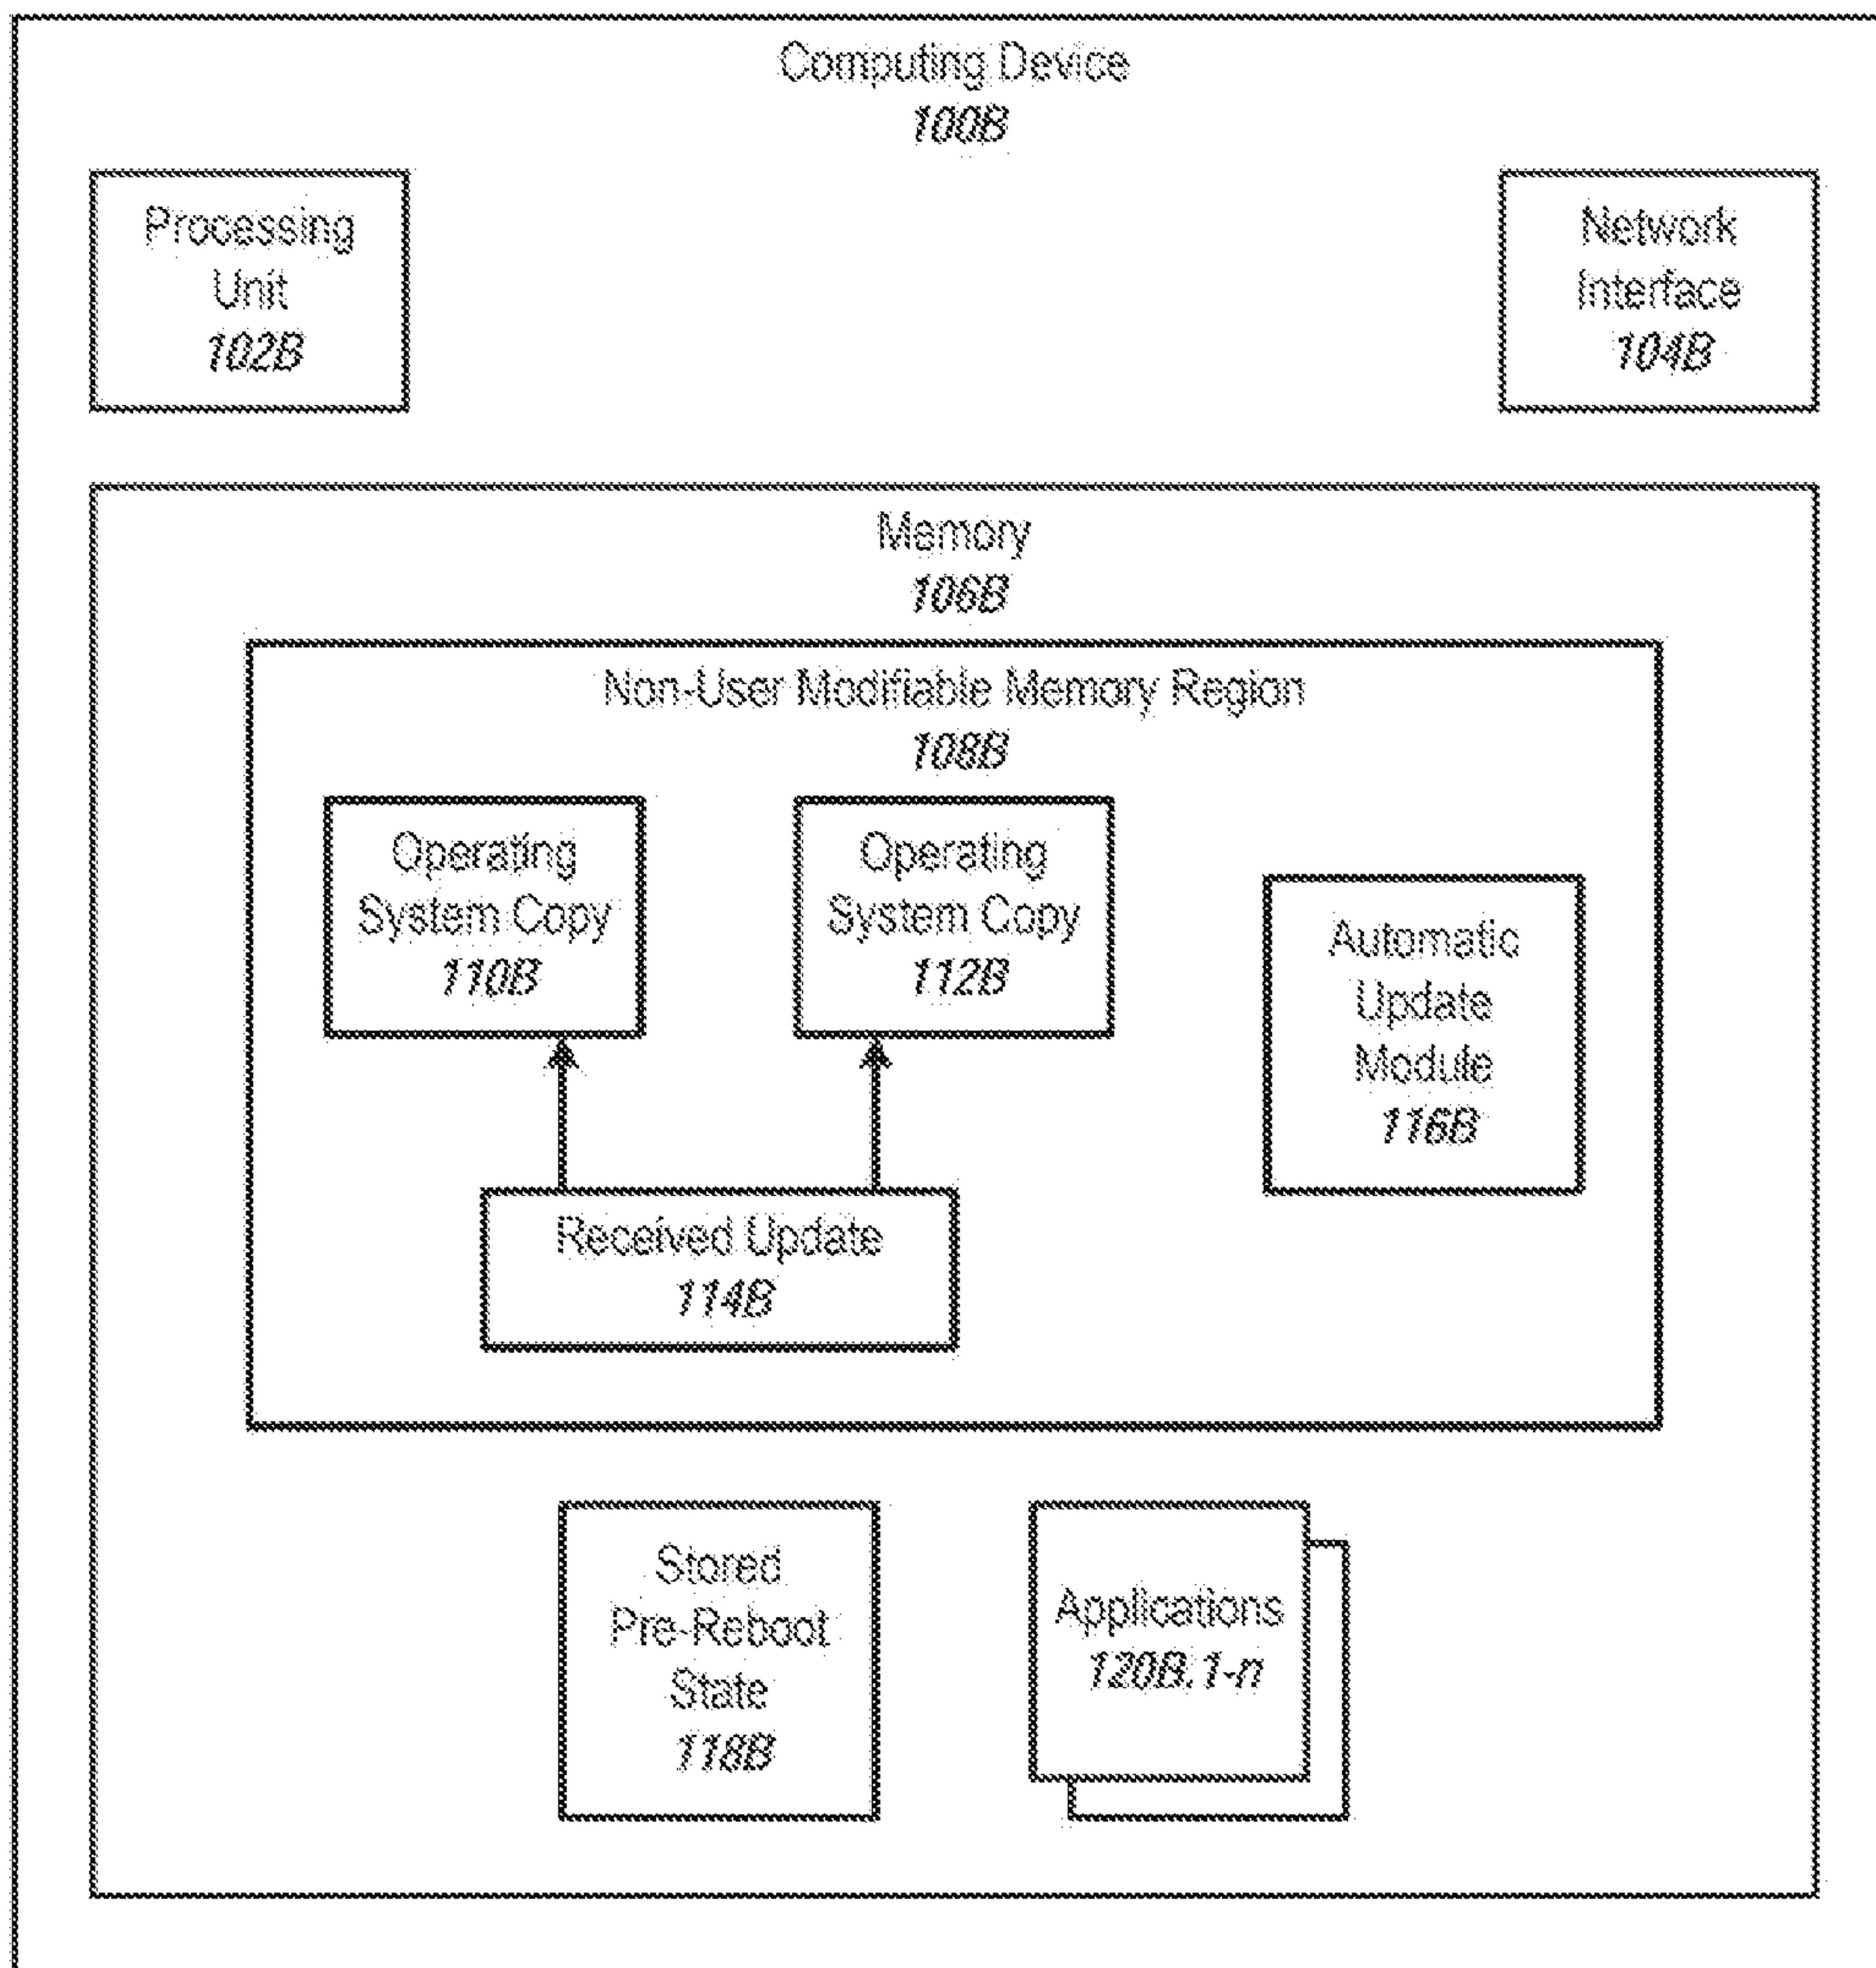 Computing Device
100B
Processing
Unit
102B
Network
Interface
104B
Memory
106B
Non-User Modifiable Memory Region
108B
Operating
System Copy
110B
Operating
System Copy
112B
Automatic
Update
Module
116B
Received Update
114B
Stored
Pre-Reboot
State
118B
Applications
120B.1-n